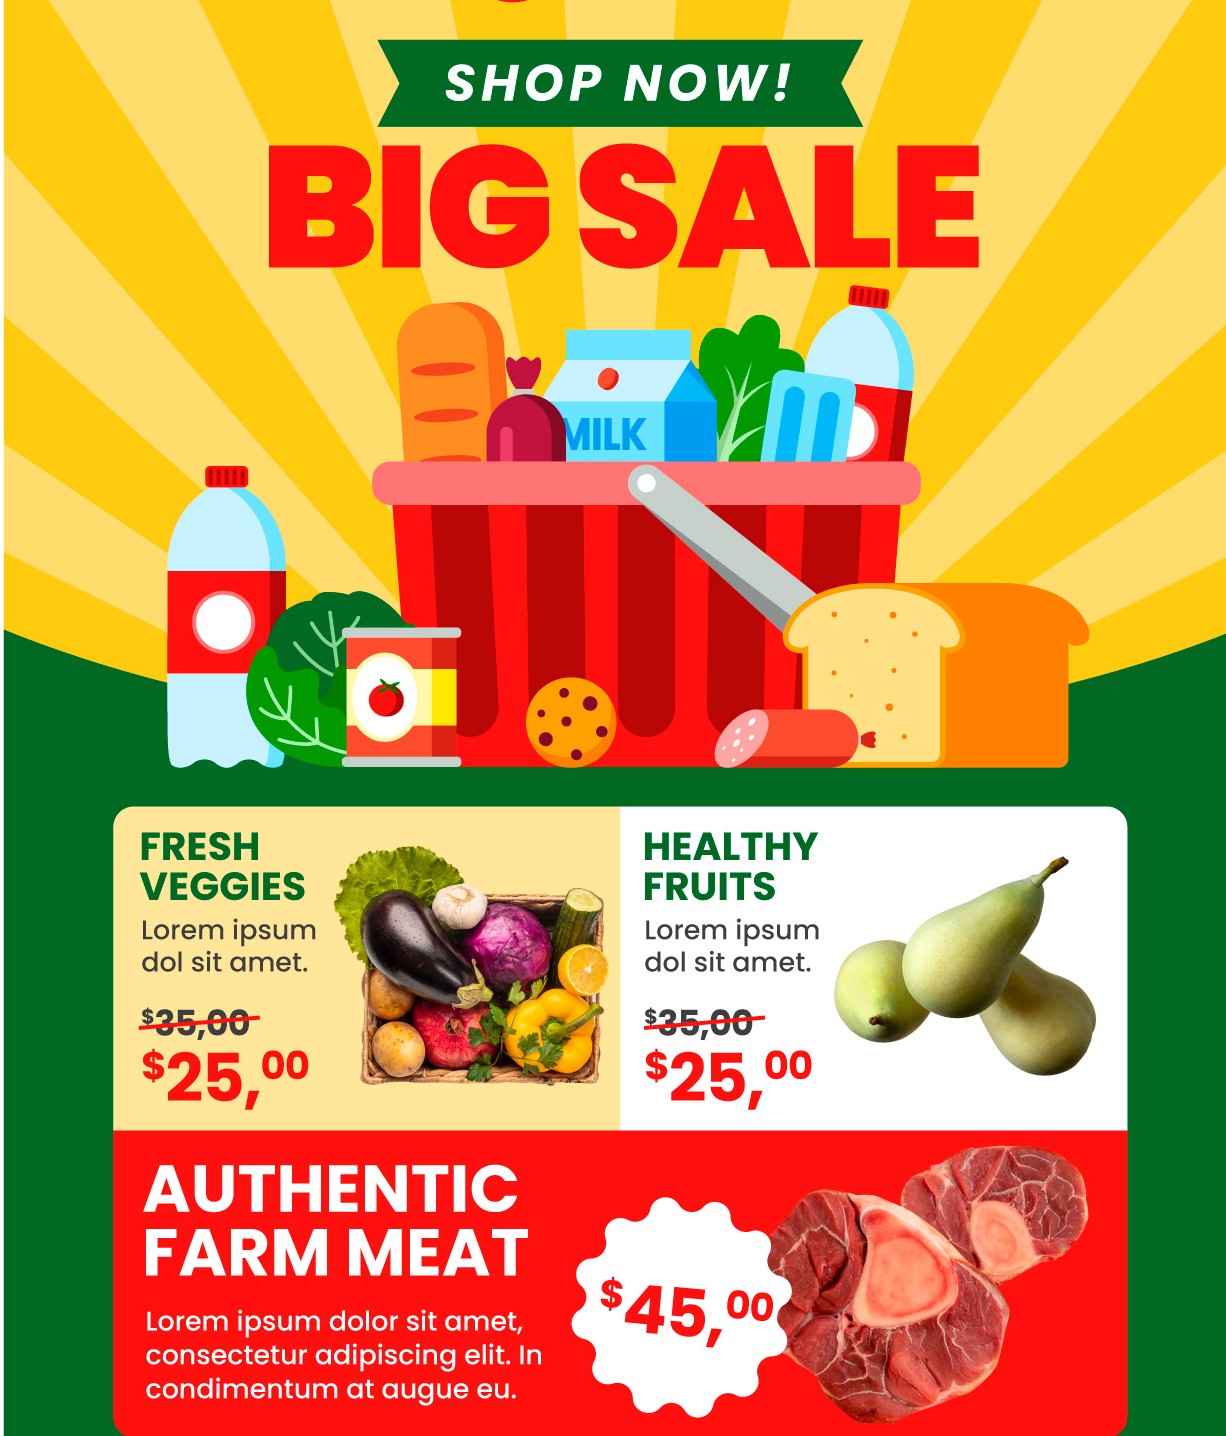 SHOP NOW!
BIG SALE
MILK
FRESH
VEGGIES
Lorem ipsum
dol sit amet.
$35,00
$25,00
HEALTHY
FRUITS
Lorem ipsum
dol sit amet.
$35,00
$25,00
AUTHENTIC
FARM MEAT
Lorem ipsum dolor sit amet,
consectetur adipiscing elit. In
condimentum at augue eu.
$45,00